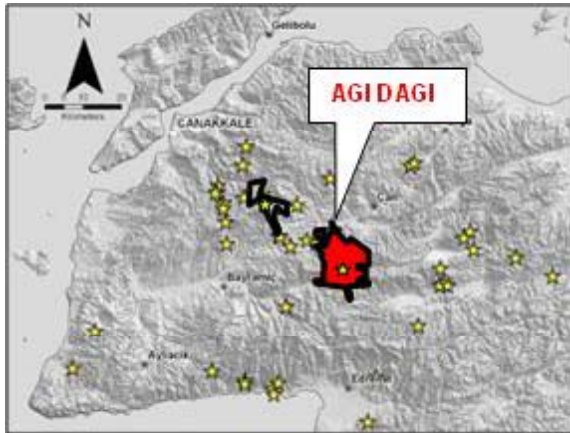 Gelibolu
N
AGI DAGI
Kilometers
CANAKKALE
Can
Bayramic
Ayvacik